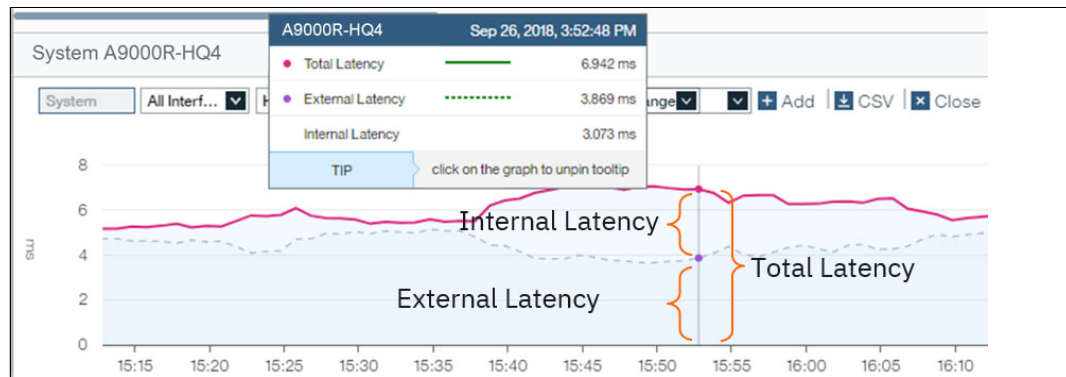 A9000R-HQ4 Sep 26, 2018, 3:52:48 PM
System A9000R-HQ4
Total Latency 6.942 ms
External Latency 3.869 ms
Internal Latency 3.073 ms
TIP click on the graph to unpin tooltip
System All Interf... H ange Add CSV Close
8
6
4
2
0
ms
Internal Latency
External Latency
Total Latency
15:15 15:20 15:25 15:30 15:35 15:40 15:45 15:50 15:55 16:00 16:05 16:10